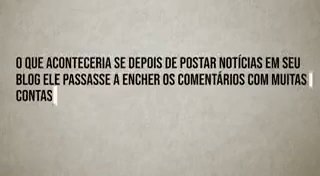 O QUE ACONTECERIA SE DEPOIS DE POSTAR NOTÍCIAS EM SEU
BLOG ELE PASSASSE A ENCHER OS COMENTÁRIOS COM MUITAS
CONTAS